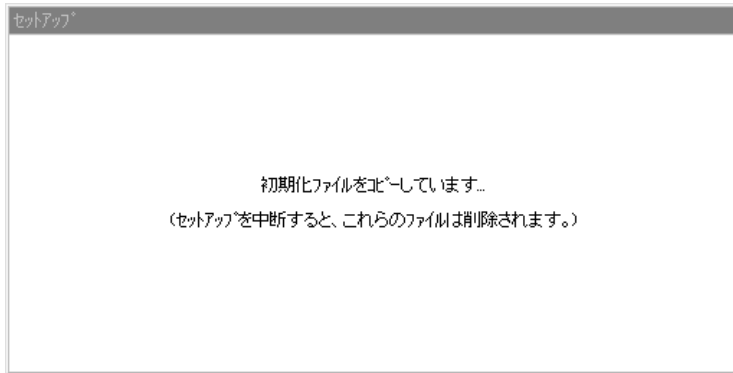 ｾｯﾄｱｯﾌﾟ
初期化ﾌｧｲﾙをｺﾋﾟｰしています...
(ｾｯﾄｱｯﾌﾟを中断すると、これらのﾌｧｲﾙは削除されます。)